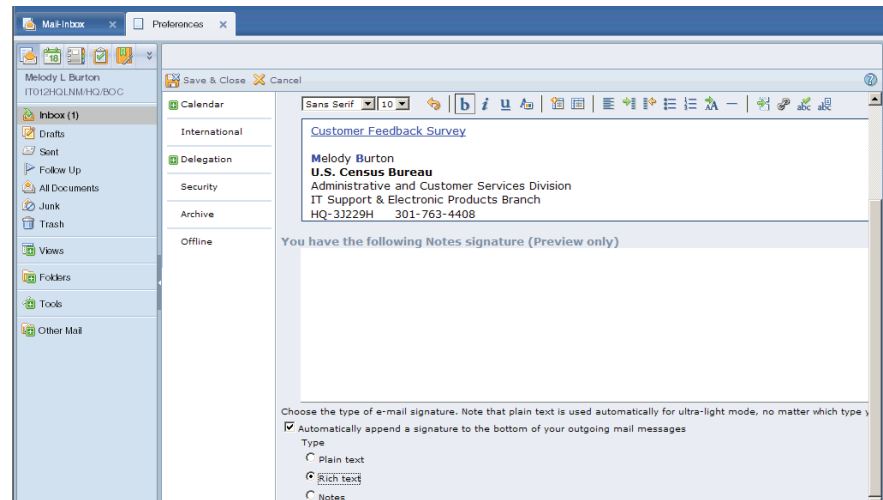 Mail-Inbox
Preferences
Melody L Burton
IT012HQLNM/HQ/BOC
Save & Close
Cancel
Inbox (1)
Drafts
Sent
Follow Up
All Documents
Junk
Trash
Views
Folders
Tools
Other Mail
Calendar
International
Delegation
Security
Archive
Offline
Sans Serif 10 b i u
Customer Feedback Survey
Melody Burton
U.S. Census Bureau
Administrative and Customer Services Division
IT Support & Electronic Products Branch
HQ-3J229H 301-763-4408
You have the following Notes signature (Preview only)
Choose the type of e-mail signature. Note that plain text is used automatically for ultra-light mode, no matter which type y
Automatically append a signature to the bottom of your outgoing mail messages
Type
Plain text
Rich text
Notes